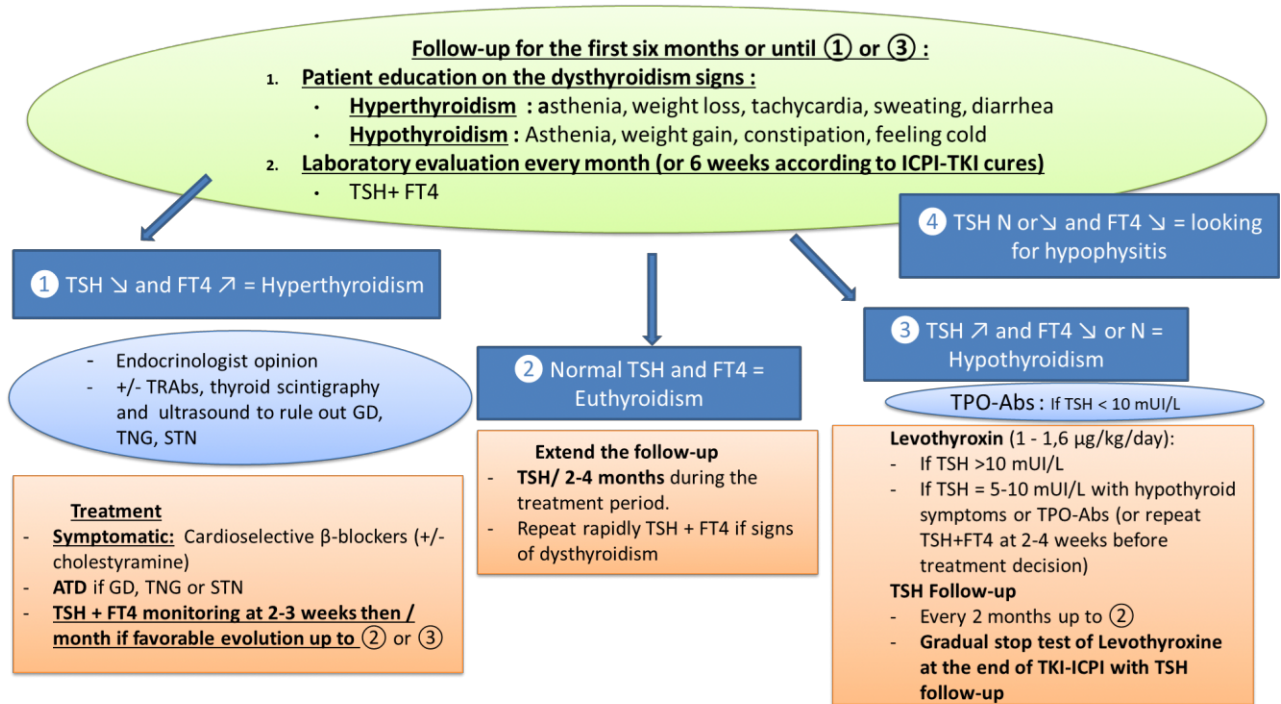 Follow-up for the first six months or until ① or ③ :
1. Patient education on the dysthyroidism signs :
• Hyperthyroidism : asthenia, weight loss, tachycardia, sweating, diarrhea
• Hypothyroidism : Asthenia, weight gain, constipation, feeling cold
2. Laboratory evaluation every month (or 6 weeks according to ICPI-TKI cures)
• TSH+ FT4
❶ TSH ↘ and FT4 ↗ = Hyperthyroidism
- Endocrinologist opinion
- +/- TRAbs, thyroid scintigraphy
and ultrasound to rule out GD,
TNG, STN
Treatment
- Symptomatic: Cardioselective β-blockers (+/-
cholestyramine)
- ATD if GD, TNG or STN
- TSH + FT4 monitoring at 2-3 weeks then /
month if favorable evolution up to ② or ③
❷ Normal TSH and FT4 =
Euthyroidism
Extend the follow-up
- TSH/ 2-4 months during the
treatment period.
- Repeat rapidly TSH + FT4 if signs
of dysthyroidism
❹ TSH N or ↘ and FT4 ↘ = looking
for hypophysitis
❸ TSH ↗ and FT4 ↘ or N =
Hypothyroidism
TPO-Abs : If TSH < 10 mUI/L
Levothyroxin (1 - 1,6 µg/kg/day):
- If TSH >10 mUI/L
- If TSH = 5-10 mUI/L with hypothyroid
symptoms or TPO-Abs (or repeat
TSH+FT4 at 2-4 weeks before
treatment decision)
TSH Follow-up
- Every 2 months up to ②
- Gradual stop test of Levothyroxine
at the end of TKI-ICPI with TSH
follow-up